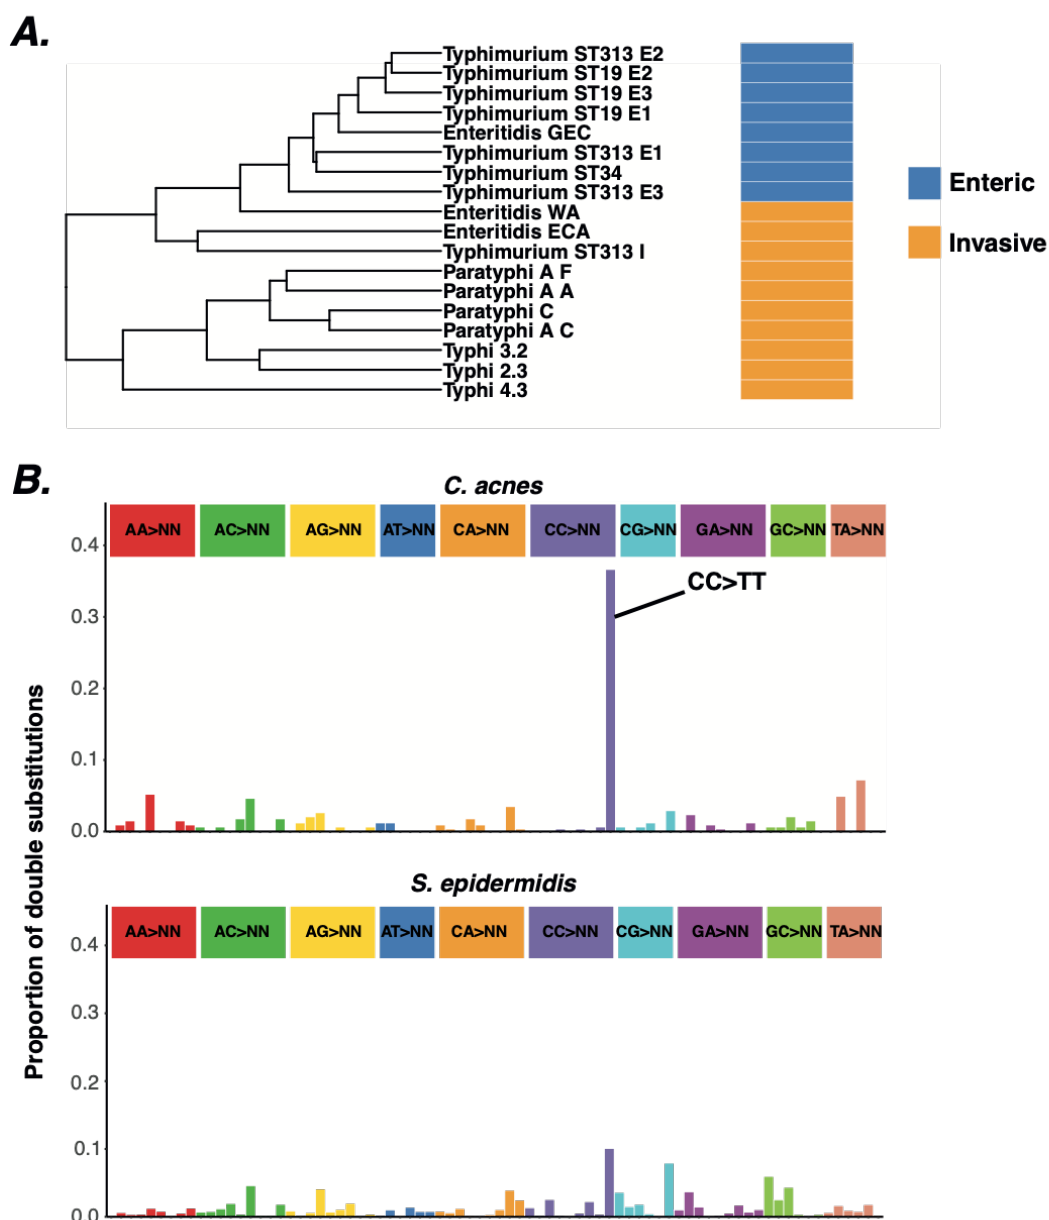 A.
Typhimurium ST313 E2
Typhimurium ST19 E2
Typhimurium ST19 E3
Typhimurium ST19 E1
Enteritidis GEC
Typhimurium ST313 E1
Typhimurium ST34
Typhimurium ST313 E3
Enteritidis WA
Enteritidis ECA
Typhimurium ST313 I
Paratyphi A F
Paratyphi A A
Paratyphi C
Paratyphi A C
Typhi 3.2
Typhi 2.3
Typhi 4.3
Enteric
Invasive
B.
C. acnes
AA>NN AC>NN AG>NN AT>NN CA>NN CC>NN CG>NN GA>NN GC>NN TA>NN
0.4
CC>TT
0.3
0.2
0.1
0.0
Proportion of double substitutions
S. epidermidis
AA>NN AC>NN AG>NN AT>NN CA>NN CC>NN CG>NN GA>NN GC>NN TA>NN
0.4
0.3
0.2
0.1
0.0